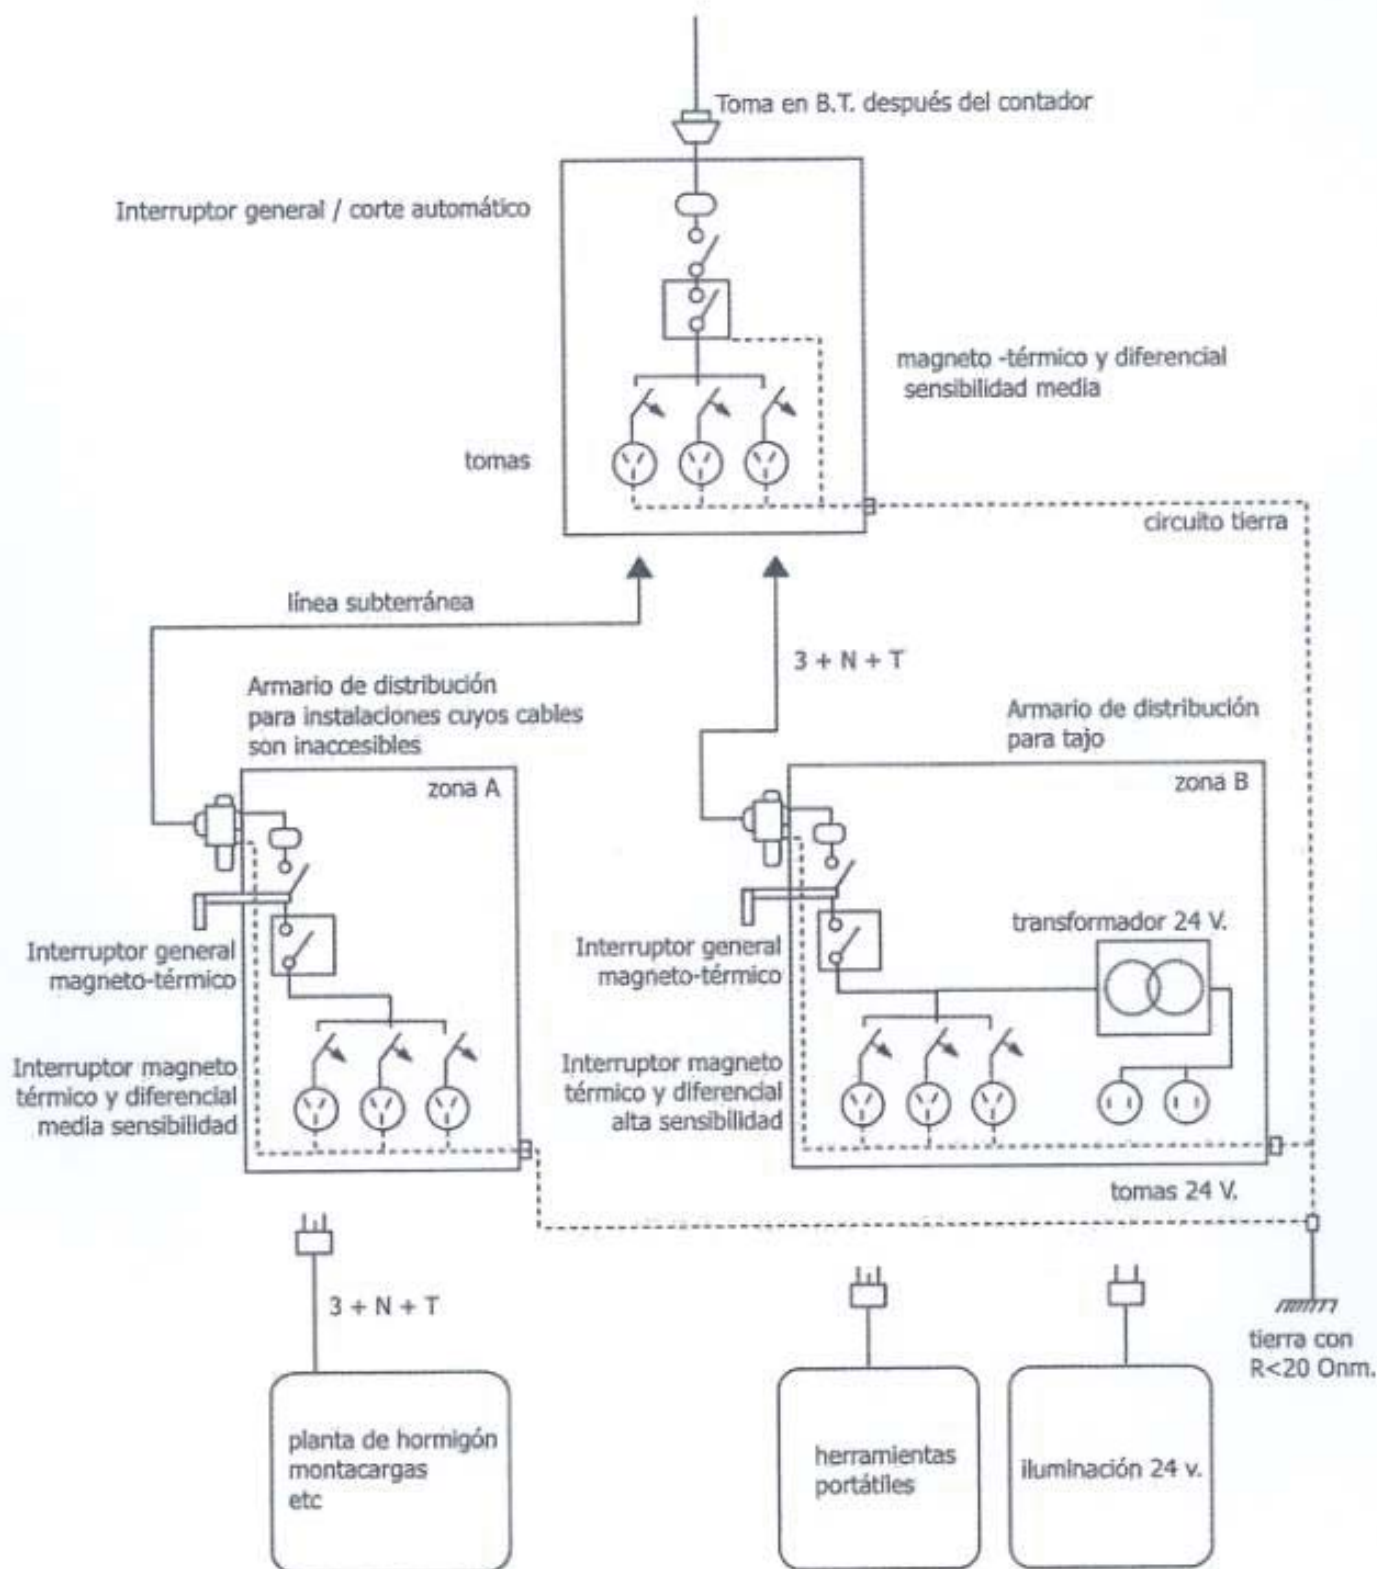 Toma en B.T. después del contador
Interruptor general / corte automático
magneto -térmico y diferencial
sensibilidad media
tomas
circuito tierra
línea subterránea
3 + N + T
Armario de distribución
para instalaciones cuyos cables
son inaccesibles
Armario de distribución
para tajo
zona A
zona B
transformador 24 V.
Interruptor general
magneto-térmico
Interruptor general
magneto-térmico
Interruptor magneto
térmico y diferencial
media sensibilidad
Interruptor magneto
térmico y diferencial
alta sensibilidad
tomas 24 V.
3 + N + T
tierra con
R<20 Onm.
planta de hormigón
montacargas
etc
herramientas
portátiles
iluminación 24 v.